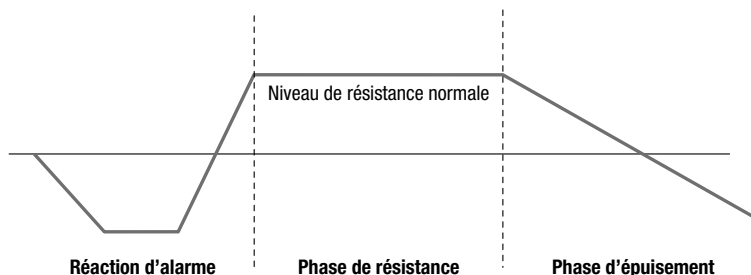 Niveau de résistance normale
Réaction d'alarme
Phase de résistance
Phase d'épuisement